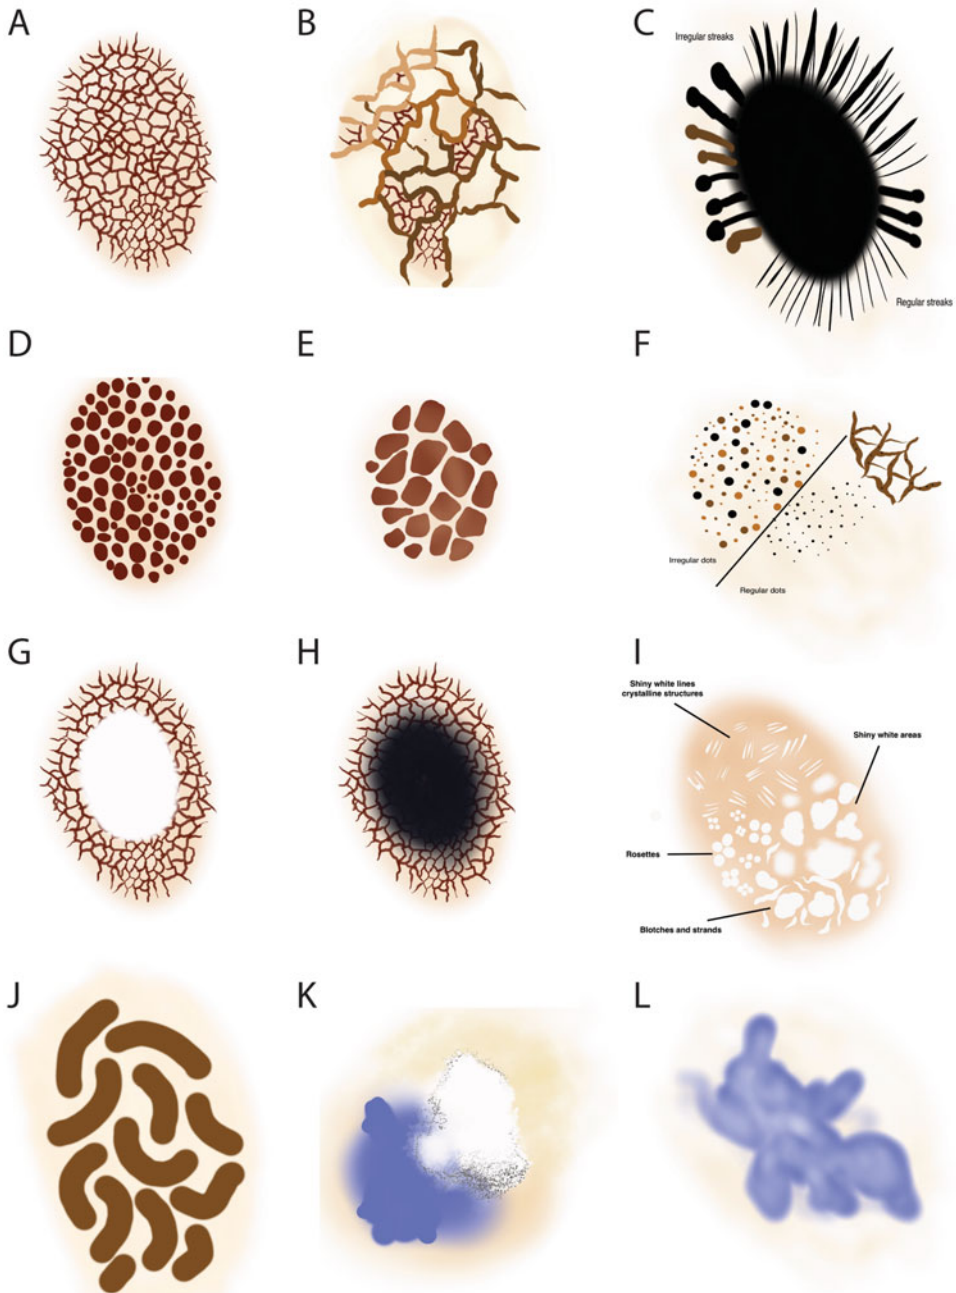 A
B
C
Irregular streaks
Regular streaks
D
E
F
Irregular dots
Regular dots
G
H
I
Shiny white lines
crystalline structures
Shiny white areas
Rosettes
Blotches and strands
J
K
L